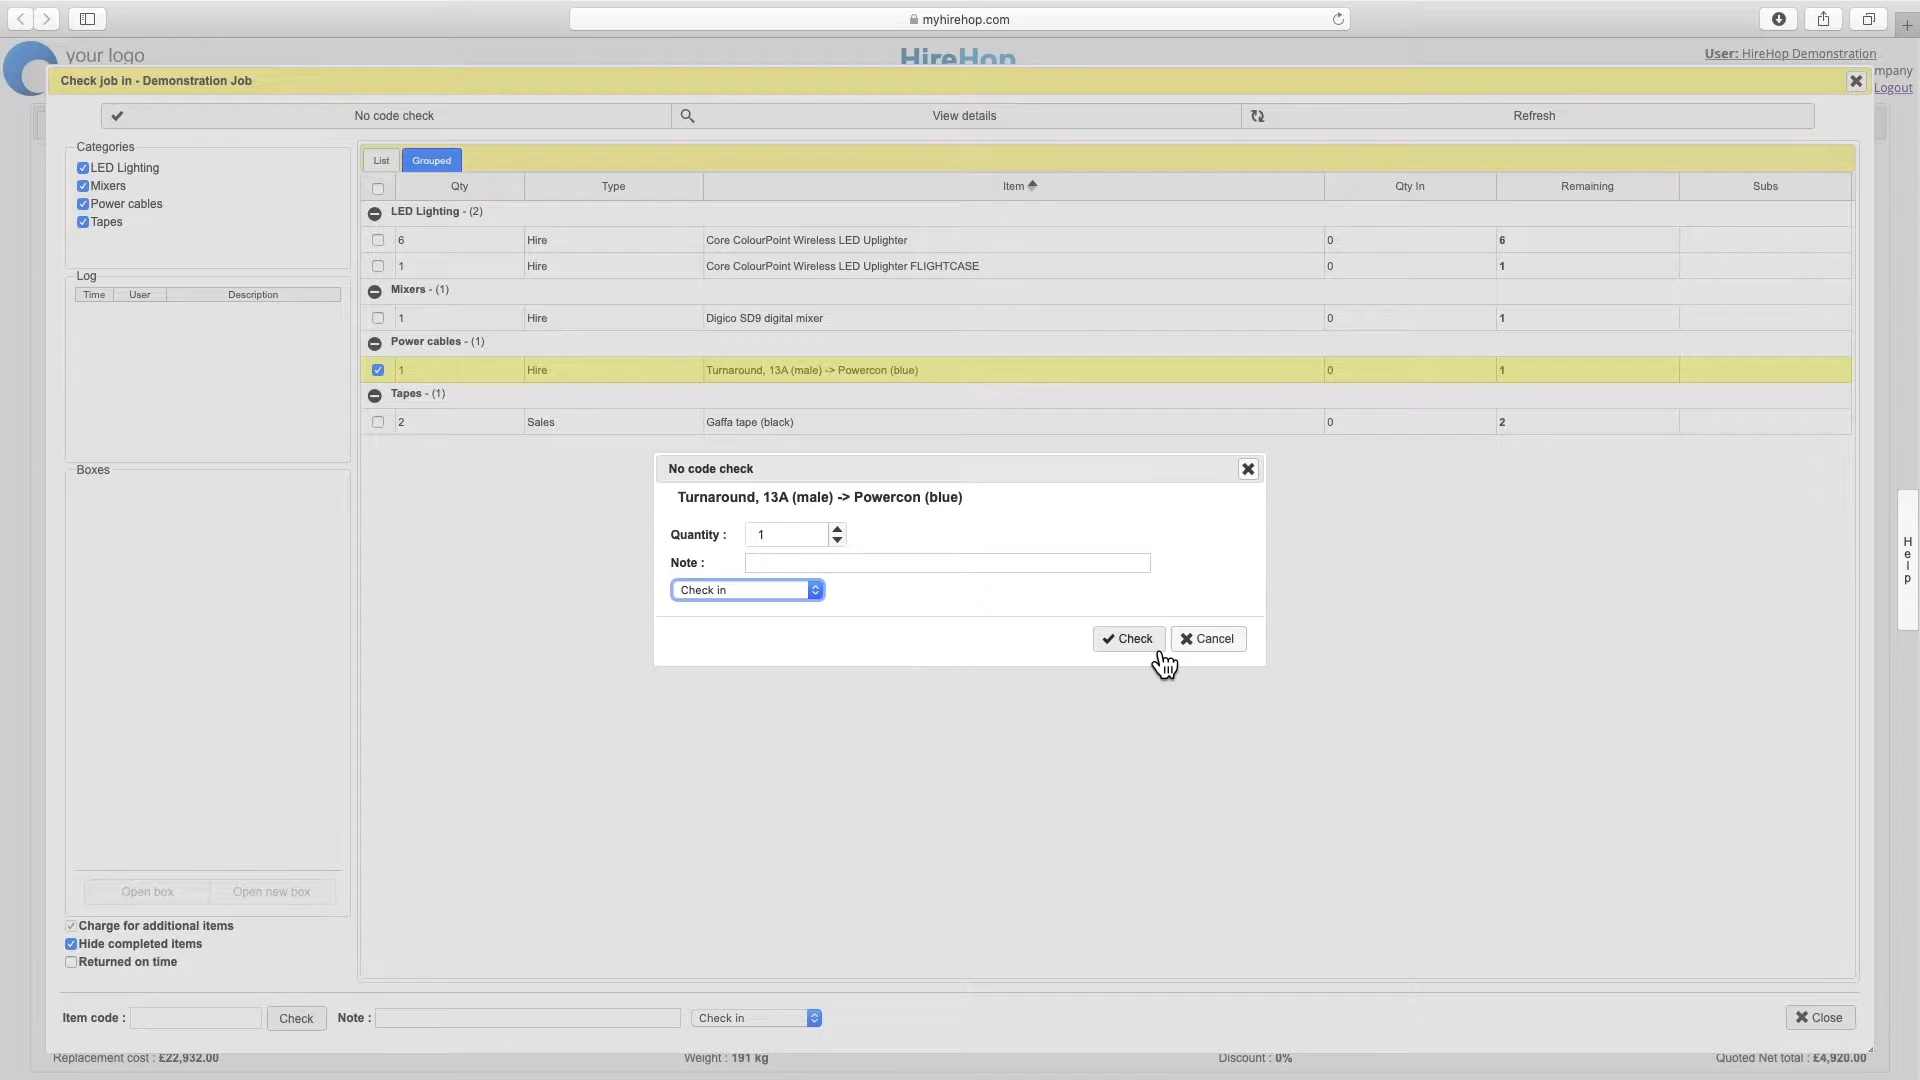 myhirehop.com
your logo
HireHop
User: HireHop Demonstration
mpany
Logout
Check job in - Demonstration Job
No code check
View details
Refresh
Categories
LED Lighting
Mixers
Power cables
Tapes
Log
Time User Description
Boxes
Open box Open new box
Charge for additional items
Hide completed items
Returned on time
List Grouped
Qty Type Item Qty In Remaining Subs
LED Lighting - (2)
6 Hire Core ColourPoint Wireless LED Uplighter 0 6
1 Hire Core ColourPoint Wireless LED Uplighter FLIGHTCASE 0 1
Mixers - (1)
1 Hire Digico SD9 digital mixer 0 1
Power cables - (1)
1 Hire Turnaround, 13A (male) -> Powercon (blue) 0 1
Tapes - (1)
2 Sales Gaffa tape (black) 0 2
No code check
Turnaround, 13A (male) -> Powercon (blue)
Quantity : 1
Note :
Check in
Check Cancel
Help
Item code : Check Note : Check in Close
Replacement cost : £22,932.00 Weight : 191 kg Discount : 0% Quoted Net total : £4,920.00